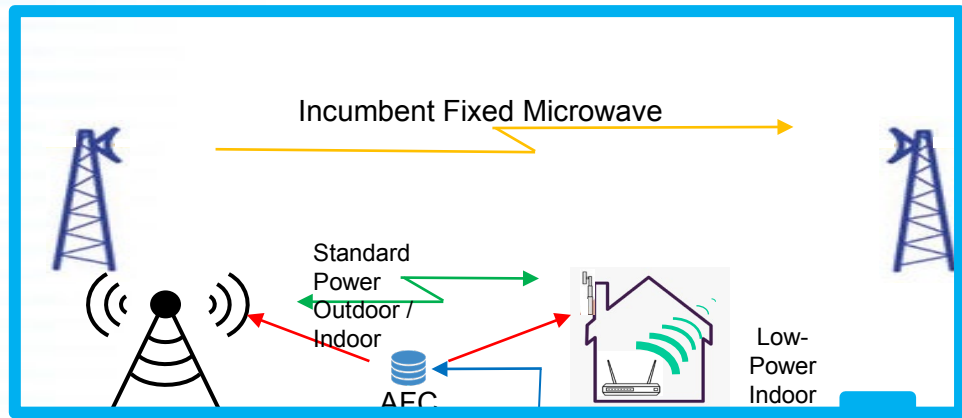 Incumbent Fixed Microwave
Standard
Power
Outdoor /
Indoor
AFC
Low-
Power
Indoor